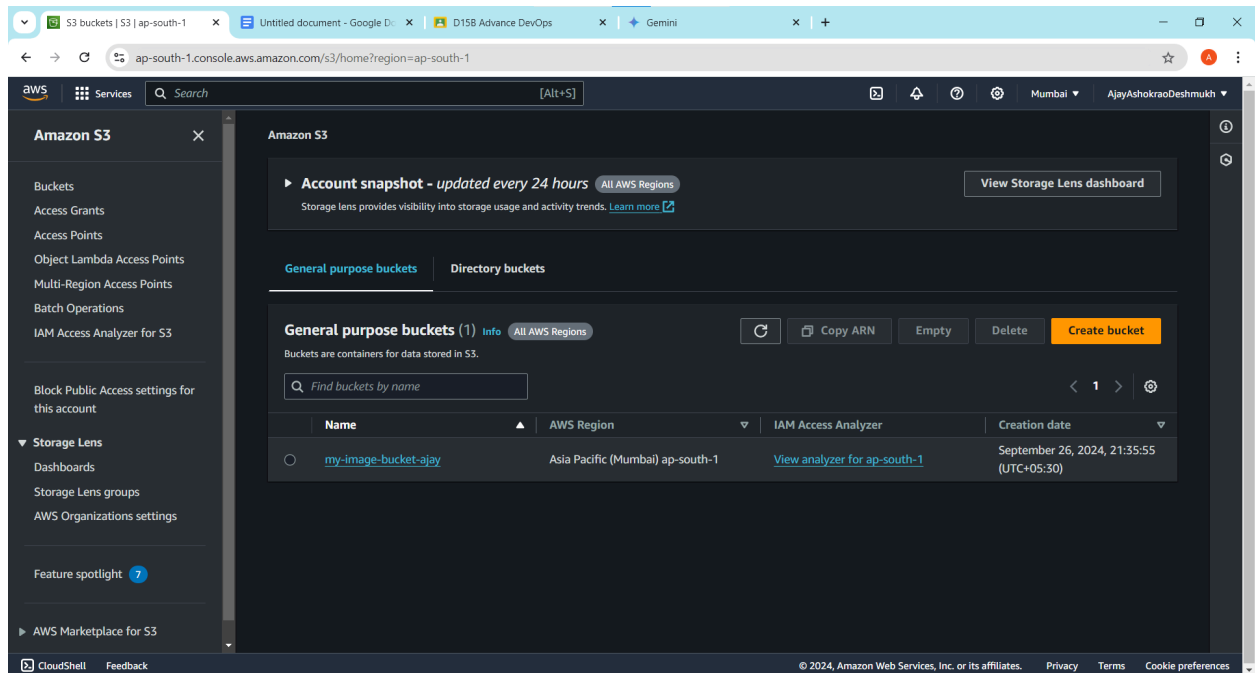 S3 buckets | S3 | ap-south-1
Untitled document - Google Do
D15B Advance DevOps
Gemini
ap-south-1.console.aws.amazon.com/s3/home?region=ap-south-1
A
aws
Services
Search
[Alt+S]
Mumbai
AjayAshokraoDeshmukh
Amazon S3
Buckets
Access Grants
Access Points
Object Lambda Access Points
Multi-Region Access Points
Batch Operations
IAM Access Analyzer for S3
Block Public Access settings for
this account
Storage Lens
Dashboards
Storage Lens groups
AWS Organizations settings
Feature spotlight 7
AWS Marketplace for S3
Amazon S3
Account snapshot - updated every 24 hours All AWS Regions
View Storage Lens dashboard
Storage lens provides visibility into storage usage and activity trends. Learn more
General purpose buckets
Directory buckets
General purpose buckets (1) Info All AWS Regions
Copy ARN
Empty
Delete
Create bucket
Buckets are containers for data stored in S3.
Find buckets by name
1
Name
AWS Region
IAM Access Analyzer
Creation date
my-image-bucket-ajay
Asia Pacific (Mumbai) ap-south-1
View analyzer for ap-south-1
September 26, 2024, 21:35:55
(UTC+05:30)
CloudShell
Feedback
© 2024, Amazon Web Services, Inc. or its affiliates.
Privacy
Terms
Cookie preferences